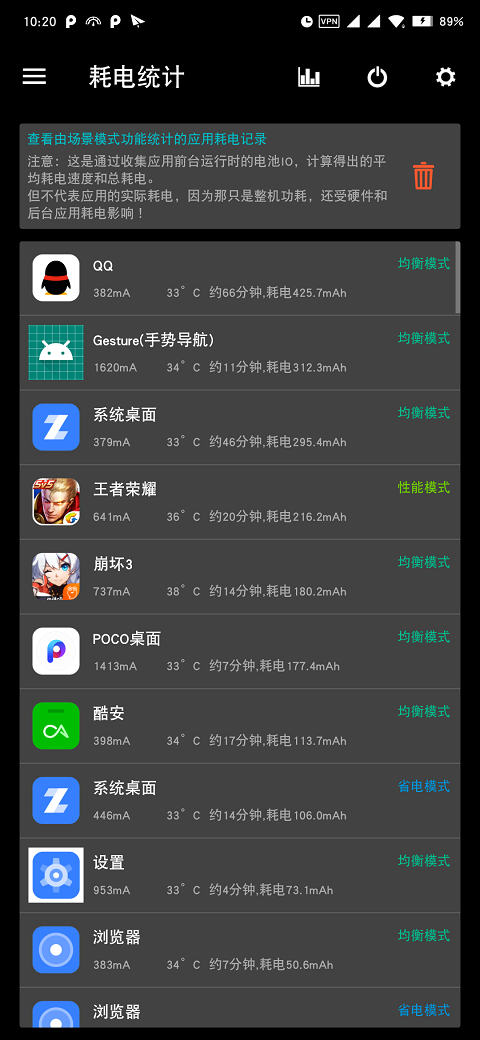 10:20 VPN 89%
耗电统计
查看由场景模式功能统计的应用耗电记录
注意：这是通过收集应用前台运行时的电池IO，计算得出的平
均耗电速度和总耗电。
但不代表应用的实际耗电，因为那只是整机功耗，还受硬件和
后台应用耗电影响！
QQ 均衡模式
382mA 33°C 约66分钟,耗电425.7mAh
Gesture(手势导航) 均衡模式
1620mA 34°C 约11分钟,耗电312.3mAh
系统桌面 均衡模式
379mA 33°C 约46分钟,耗电295.4mAh
王者荣耀 性能模式
641mA 36°C 约20分钟,耗电216.2mAh
崩坏3 均衡模式
737mA 38°C 约14分钟,耗电180.2mAh
POCO桌面 均衡模式
1413mA 33°C 约7分钟,耗电177.4mAh
酷安 均衡模式
398mA 34°C 约17分钟,耗电113.7mAh
系统桌面 省电模式
446mA 33°C 约14分钟,耗电106.0mAh
设置 均衡模式
953mA 33°C 约4分钟,耗电73.1mAh
浏览器 均衡模式
383mA 34°C 约7分钟,耗电50.6mAh
浏览器 省电模式